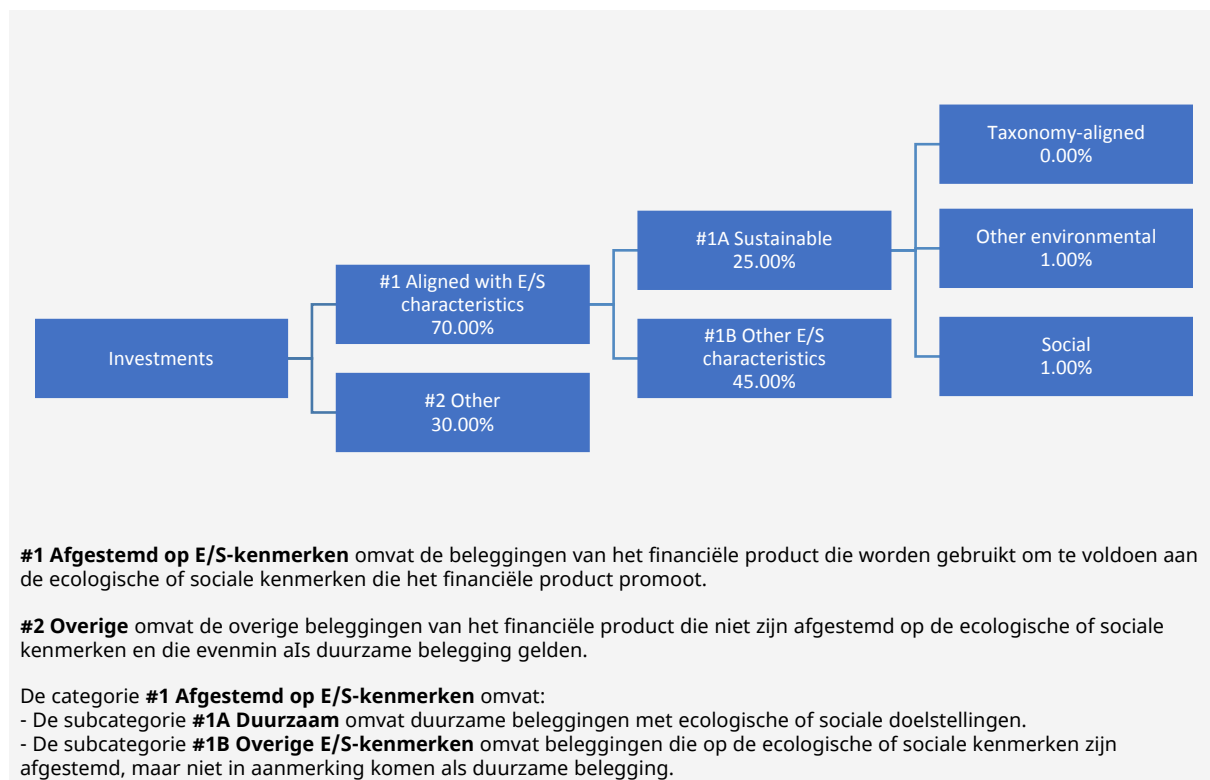 Taxonomy-aligned
0.00%
#1A Sustainable
25.00%
Other environmental
1.00%
#1 Aligned with E/S
characteristics
70.00%
Investments
#1B Other E/S
characteristics
45.00%
Social
1.00%
#2 Other
30.00%
#1 Afgestemd op E/S-kenmerken omvat de beleggingen van het financiële product die worden gebruikt om te voldoen aan
de ecologische of sociale kenmerken die het financiële product promoot.
#2 Overige omvat de overige beleggingen van het financiële product die niet zijn afgestemd op de ecologische of sociale
kenmerken en die evenmin aIs duurzame belegging gelden.
De categorie #1 Afgestemd op E/S-kenmerken omvat:
- De subcategorie #1A Duurzaam omvat duurzame beleggingen met ecologische of sociale doelstellingen.
- De subcategorie #1B Overige E/S-kenmerken omvat beleggingen die op de ecologische of sociale kenmerken zijn
afgestemd, maar niet in aanmerking komen als duurzame belegging.